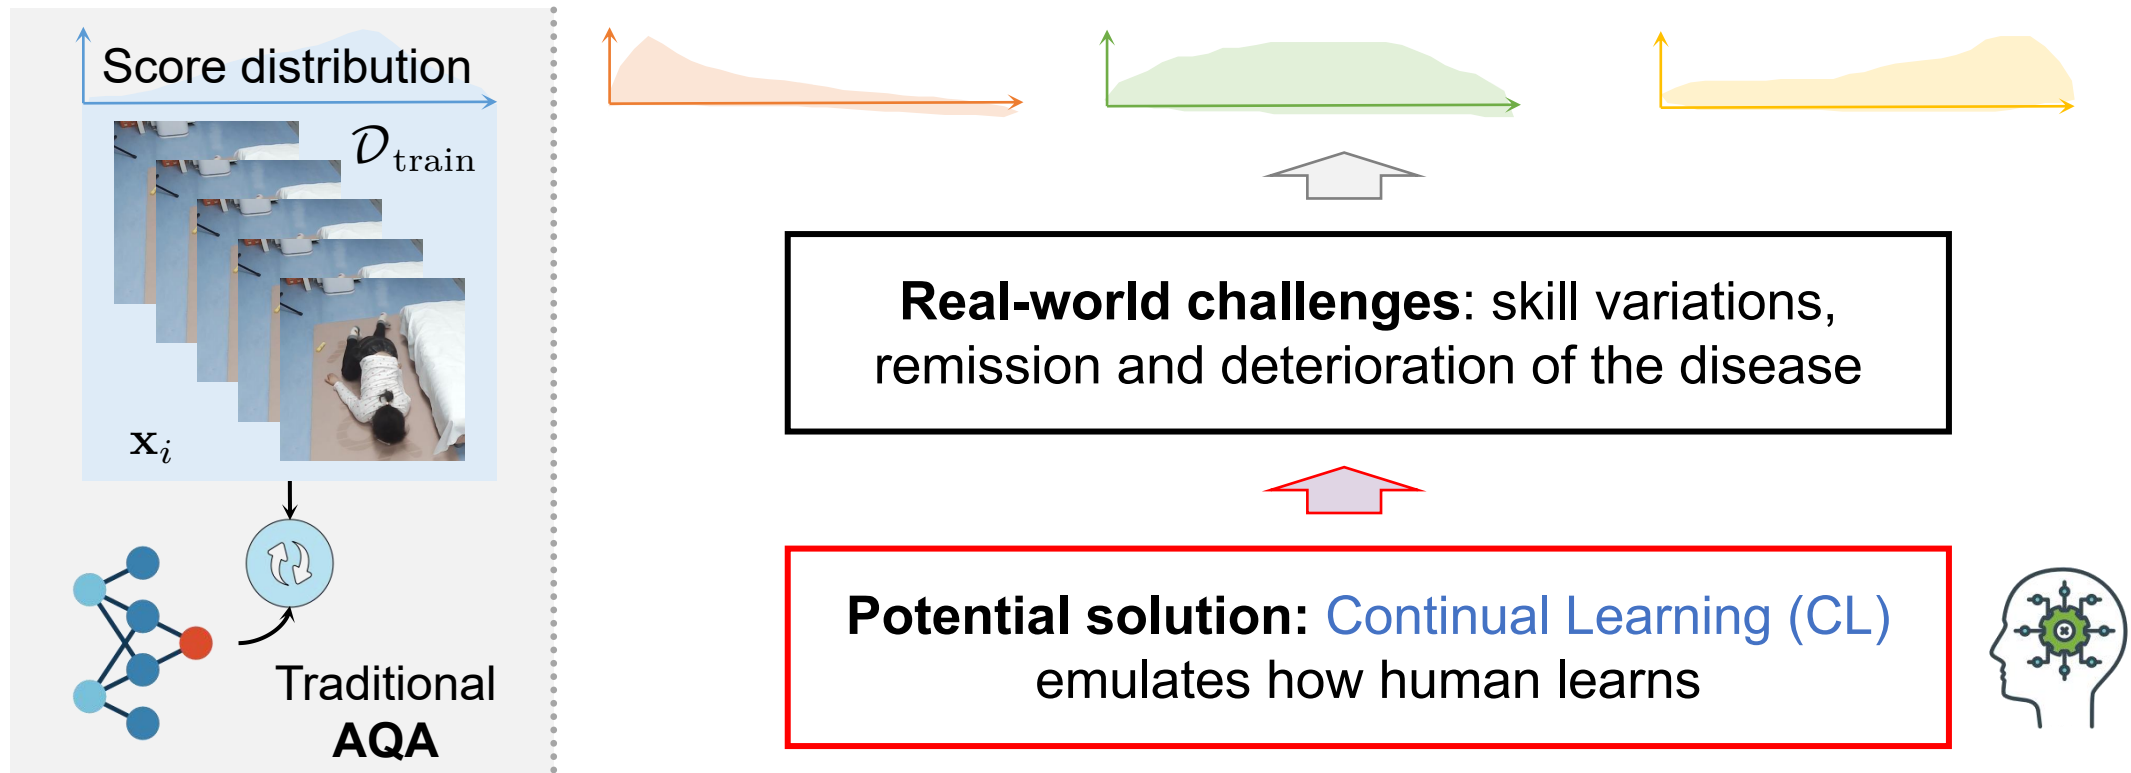 Score distribution
𝒟train
xi
Traditional
AQA
Real-world challenges: skill variations,
remission and deterioration of the disease
Potential solution: Continual Learning (CL)
emulates how human learns